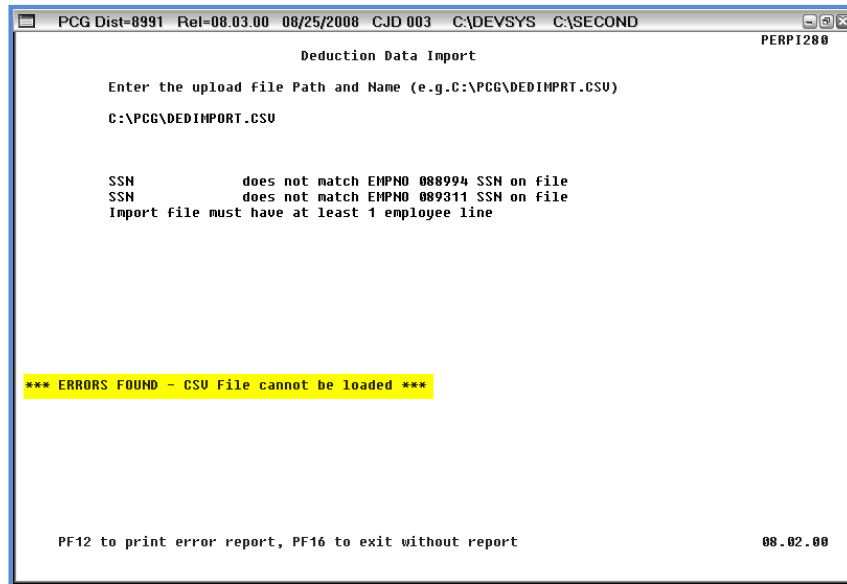 PCG Dist=8991 Rel=08.03.00 08/25/2008 CJD 003 C:\DEVSYS C:\SECOND
PERPI280
Deduction Data Import
Enter the upload file Path and Name (e.g.C:\PCG\DEDIMPRT.CSV)
C:\PCG\DEDIMPORT.CSV
SSN does not match EMPNO 088994 SSN on file
SSN does not match EMPNO 089311 SSN on file
Import file must have at least 1 employee line
*** ERRORS FOUND - CSV File cannot be loaded ***
PF12 to print error report, PF16 to exit without report 08.02.00